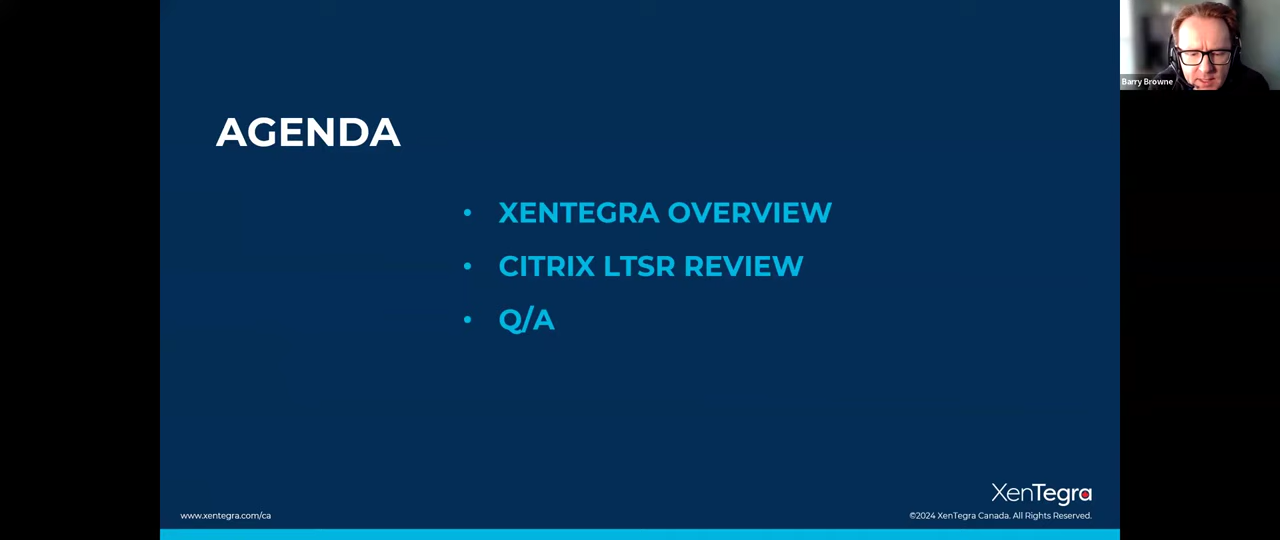 Barry Browne
AGENDA
• XENTEGRA OVERVIEW
• CITRIX LTSR REVIEW
• Q/A
XenTegra
www.xentegra.com/ca
©2024 XenTegra Canada. All Rights Reserved.